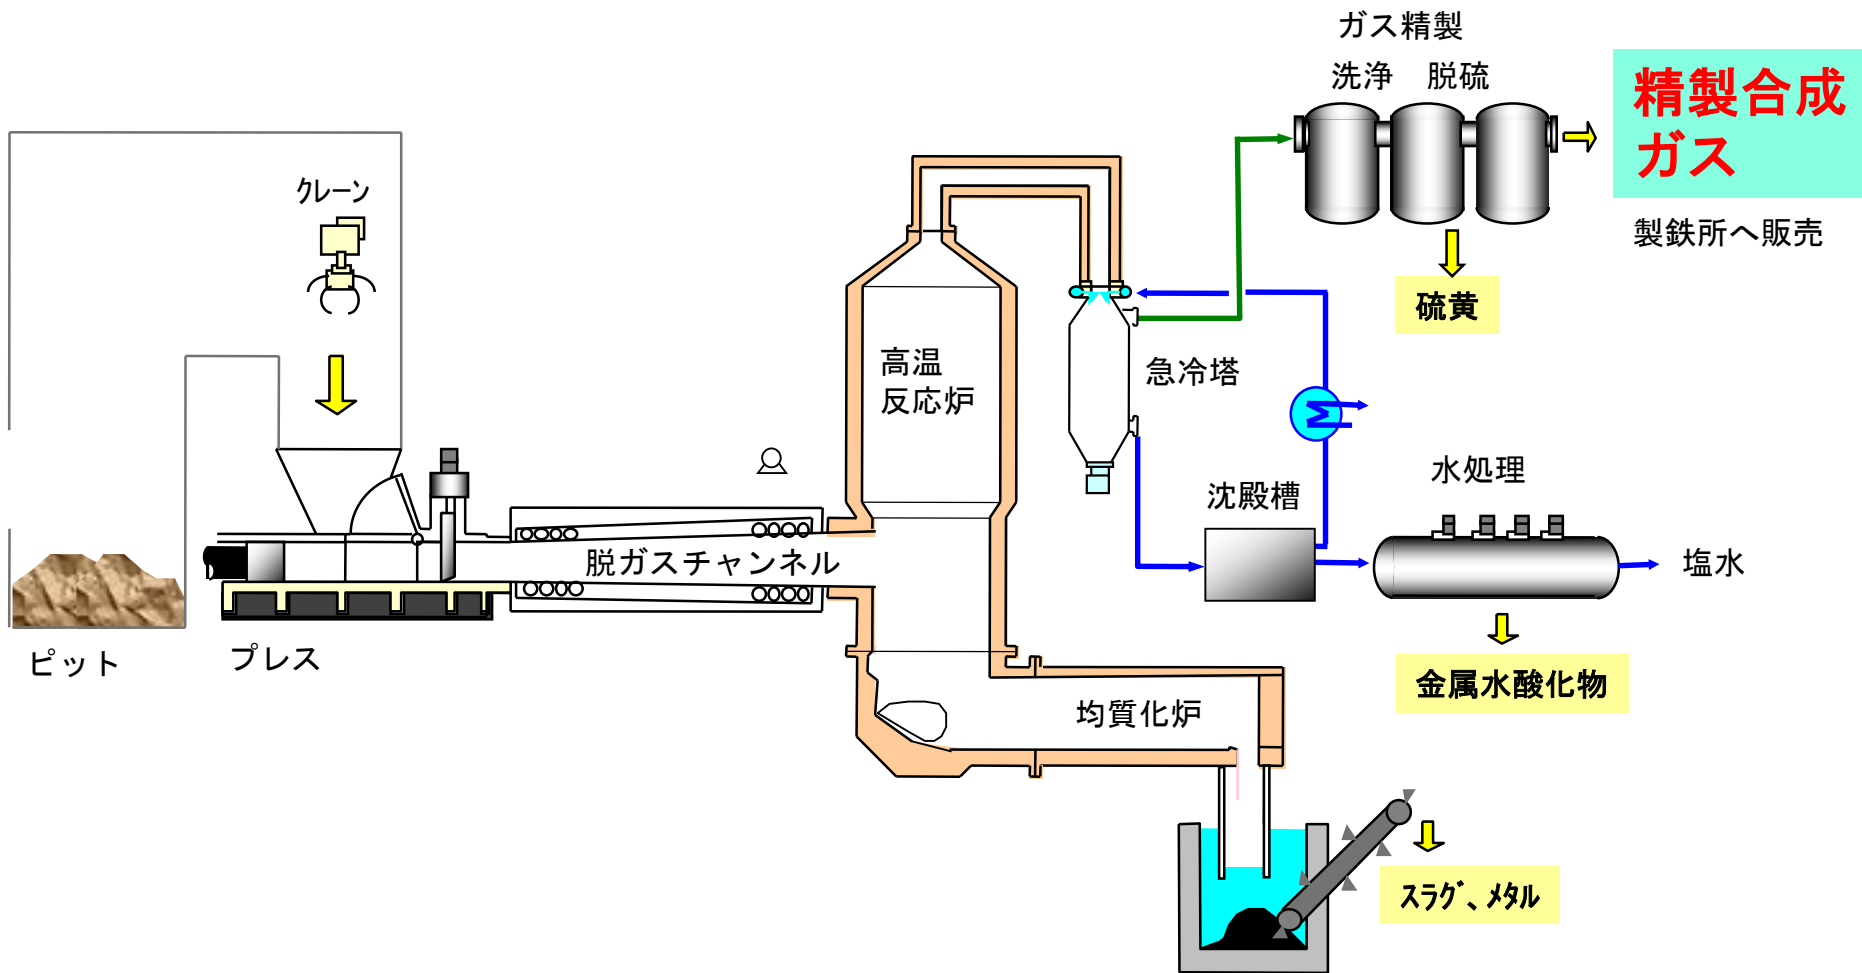 ガス精製
洗浄 脱硫
精製合成
ガス
製鉄所へ販売
硫黄
クレーン
高温
反応炉
急冷塔
水処理
沈殿槽
脱ガスチャンネル
塩水
ピット
プレス
金属水酸化物
均質化炉
スラグ、メタル